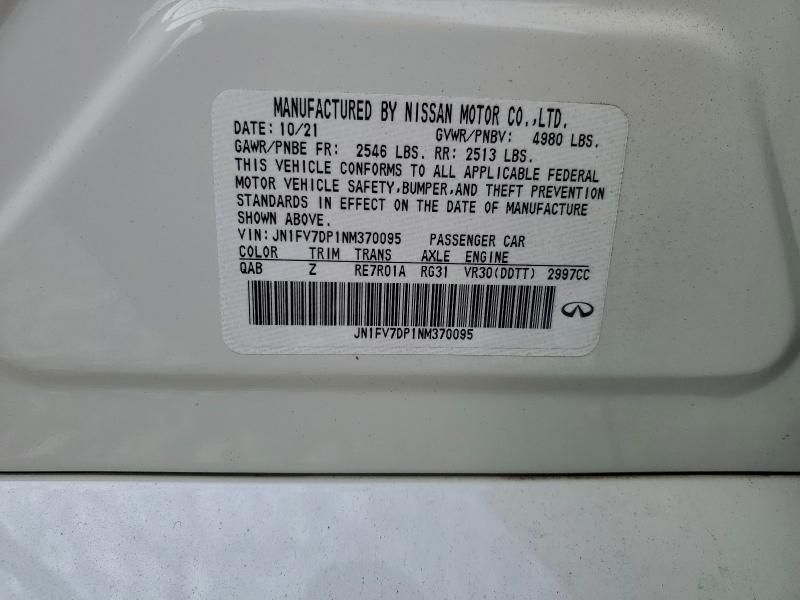 MANUFACTURED BY NISSAN MOTOR CO.,LTD.
DATE: 10/21 GVWR/PNBV: 4980 LBS.
GAWR/PNBE FR: 2546 LBS. RR: 2513 LBS.
THIS VEHICLE CONFORMS TO ALL APPLICABLE FEDERAL
MOTOR VEHICLE SAFETY,BUMPER,AND THEFT PREVENTION
STANDARDS IN EFFECT ON THE DATE OF MANUFACTURE
SHOWN ABOVE.
VIN: JN1FV7DP1NM370095 PASSENGER CAR
COLOR TRIM TRANS AXLE ENGINE
QAB Z RE7R01A RG31 VR30(DDTT) 2997CC
JN1FV7DP1NM370095